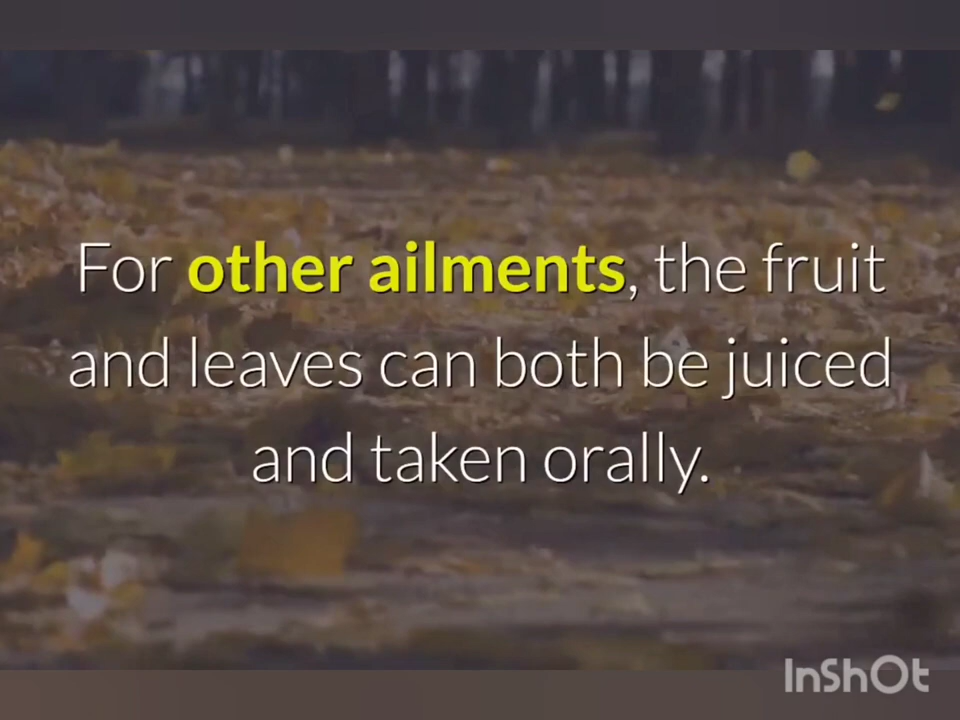 For other ailments, the fruit
and leaves can both be juiced
and taken orally.
InShOt